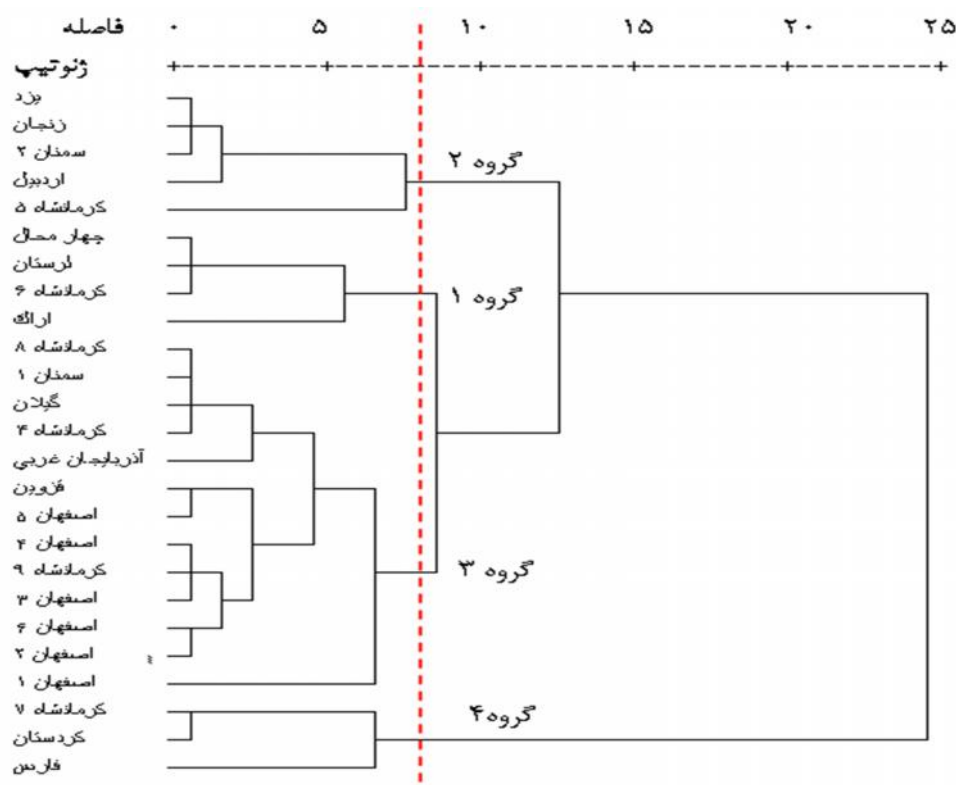 فاصله ۰ ۵ ۱۰ ۱۵ ۲۰ ۲۵
ژنوتیپ
یزد
زنجان
سمنان ۲
اردبیل
گروه ۲
کرمانشاه ۵
چهار محال
لرستان
کرمانشاه ۶
گروه ۱
اراک
کرمانشاه ۸
سمنان ۱
گیلان
کرمانشاه ۴
آذربایجان غربی
قزوین
اصفهان ۵
اصفهان ۴
کرمانشاه ۹
گروه ۳
اصفهان ۳
اصفهان ۶
اصفهان ۲
اصفهان ۱
کرمانشاه ۷
گروه ۴
کردستان
فارس